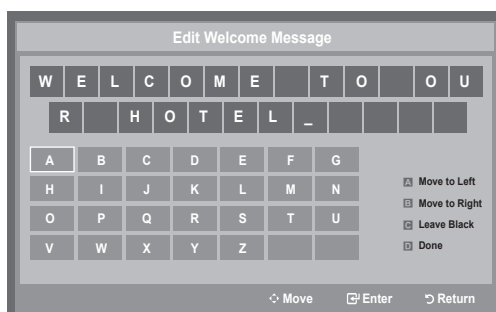 Edit Welcome Message
W E L C O M E T O O U
R H O T E L _
A B C D E F G
H I J K L M N
O P Q R S T U
V W X Y Z
A Move to Left
B Move to Right
C Leave Black
D Done
Move Enter Return